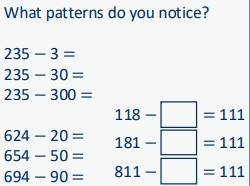 What patterns do you notice?
235 − 3 =
235 − 30 =
235 − 300 =
118 − □ = 111
624 − 20 =
181 − □ = 111
654 − 50 =
811 − □ = 111
694 − 90 =